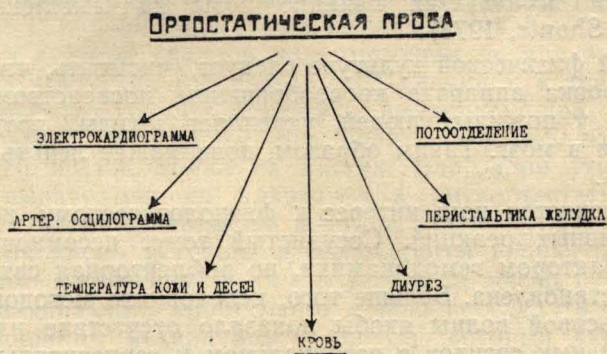 ОРТОСТАТИЧЕСКАЯ ПРОБА
ЭЛЕКТРОКАРДИОГРАММА
ПОТООТДЕЛЕНИЕ
АРТЕР. ОСЦИЛОГРАММА
ПЕРИСТАЛЬТИКА ЖЕЛУДКА
ТЕМПЕРАТУРА КОЖИ И ДЕСЕН
ДИУРЕЗ
КРОВЬ